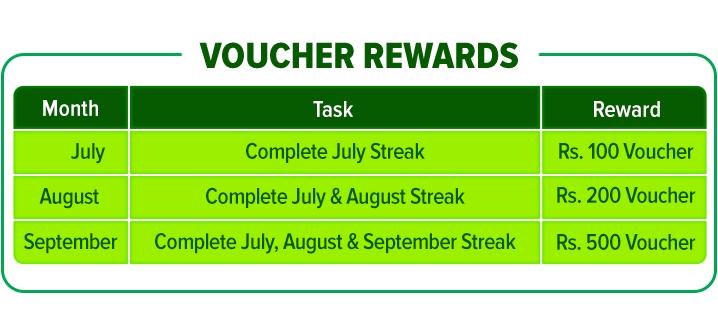 VOUCHER REWARDS
Month Task Reward
July Complete July Streak Rs. 100 Voucher
August Complete July & August Streak Rs. 200 Voucher
September Complete July, August & September Streak Rs. 500 Voucher